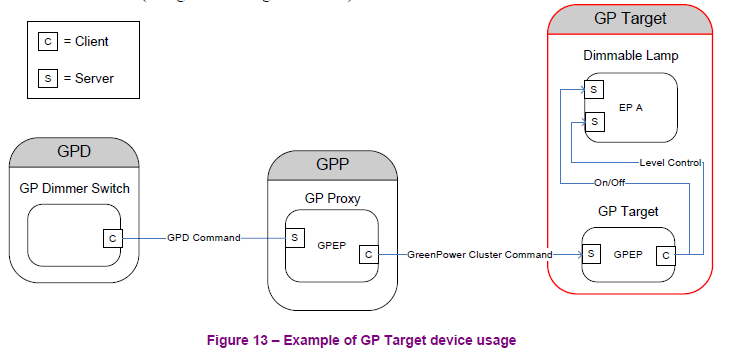 C = Client
S = Server
GPD
GP Dimmer Switch
C
GPD Command
GPP
GP Proxy
S
GPEP
C
GreenPower Cluster Command
GP Target
Dimmable Lamp
S
EP A
S
Level Control
On/Off
GP Target
S
GPEP
C
Figure 13 – Example of GP Target device usage